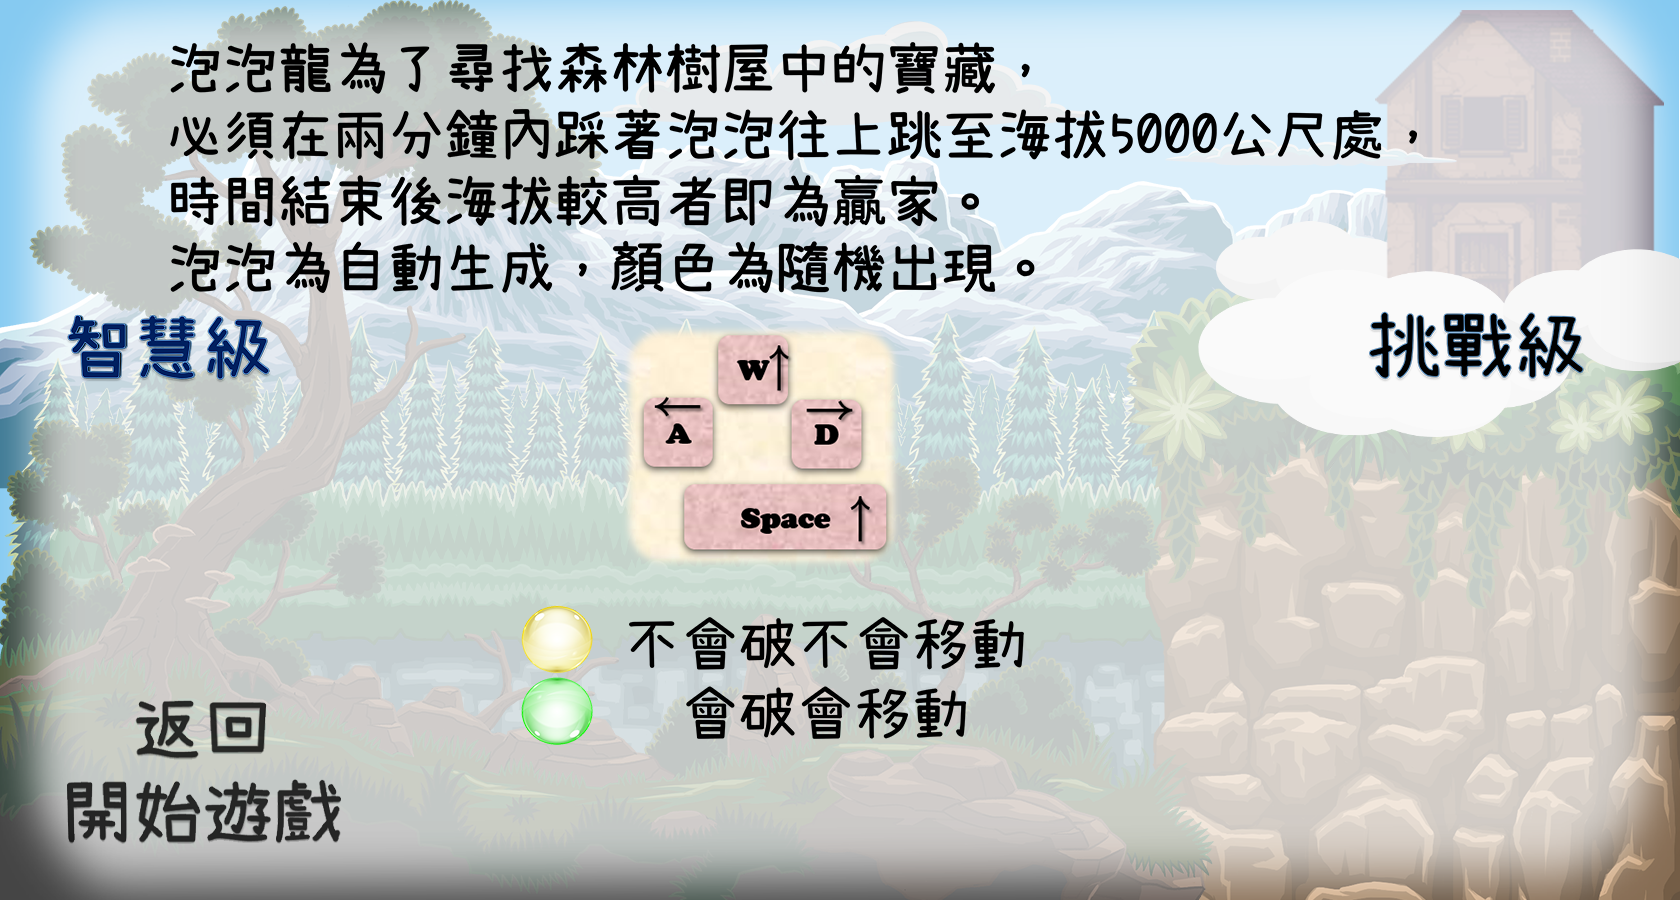 泡泡龍為了尋找森林樹屋中的寶藏，
必須在兩分鐘內踩著泡泡往上跳至海拔5000公尺處，
時間結束後海拔較高者即為贏家。
泡泡為自動生成，顏色為隨機出現。
智慧級
挑戰級
W↑
←
A
→
D
Space ↑
不會破不會移動
會破會移動
返回
開始遊戲